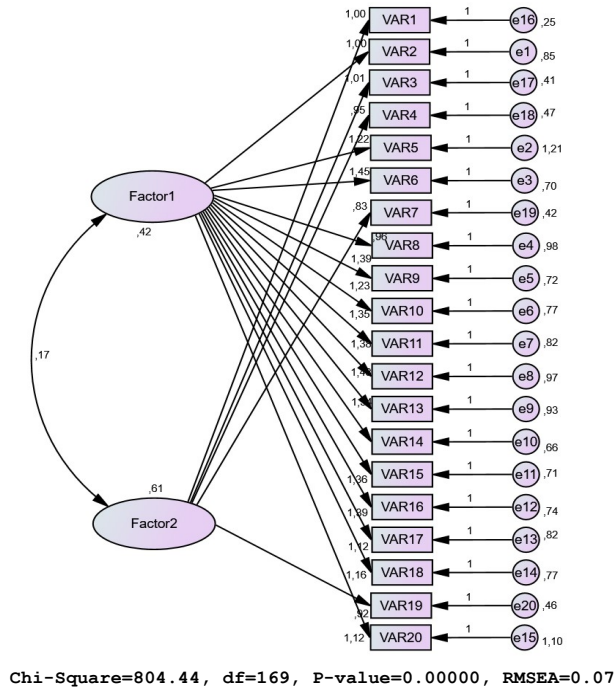 1,00 VAR1 1 e16 ,25
1,00 VAR2 1 e1 ,85
1,01 VAR3 1 e17 ,41
,95 VAR4 1 e18 ,47
1,22 VAR5 1 e2 1,21
1,45 VAR6 1 e3 ,70
Factor1
,42
,83 VAR7 1 e19 ,42
,96 VAR8 1 e4 ,98
1,39 VAR9 1 e5 ,72
1,23 VAR10 1 e6 ,77
1,35 VAR11 1 e7 ,82
1,38 VAR12 1 e8 ,97
VAR13 1 e9 ,93
,17
VAR14 1 e10 ,66
,61
Factor2
1,36 VAR15 1 e11 ,71
1,39 VAR16 1 e12 ,74
1,12 VAR17 1 e13 ,82
1,16 VAR18 1 e14 ,77
,92 VAR19 1 e20 ,46
1,12 VAR20 1 e15 1,10
Chi-Square=804.44, df=169, P-value=0.00000, RMSEA=0.07